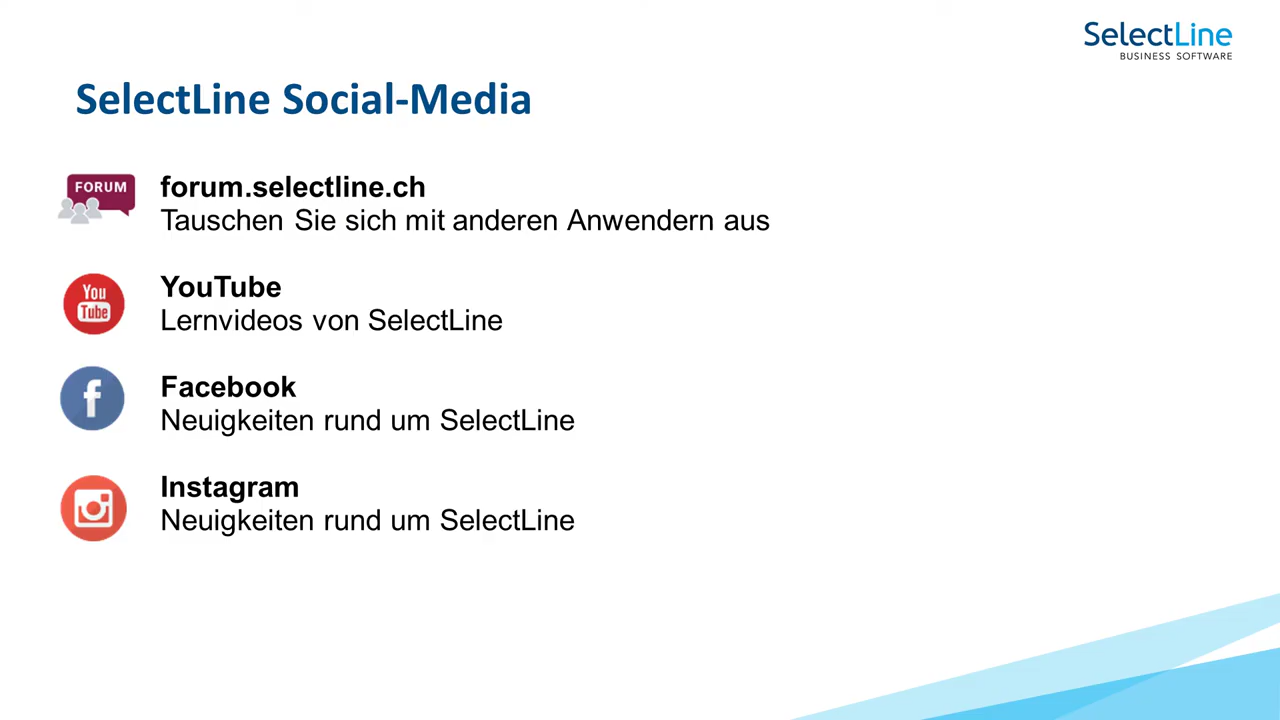 SelectLine
BUSINESS SOFTWARE
SelectLine Social-Media
FORUM
forum.selectline.ch
Tauschen Sie sich mit anderen Anwendern aus
You
Tube
YouTube
Lernvideos von SelectLine
f
Facebook
Neuigkeiten rund um SelectLine
Instagram
Neuigkeiten rund um SelectLine